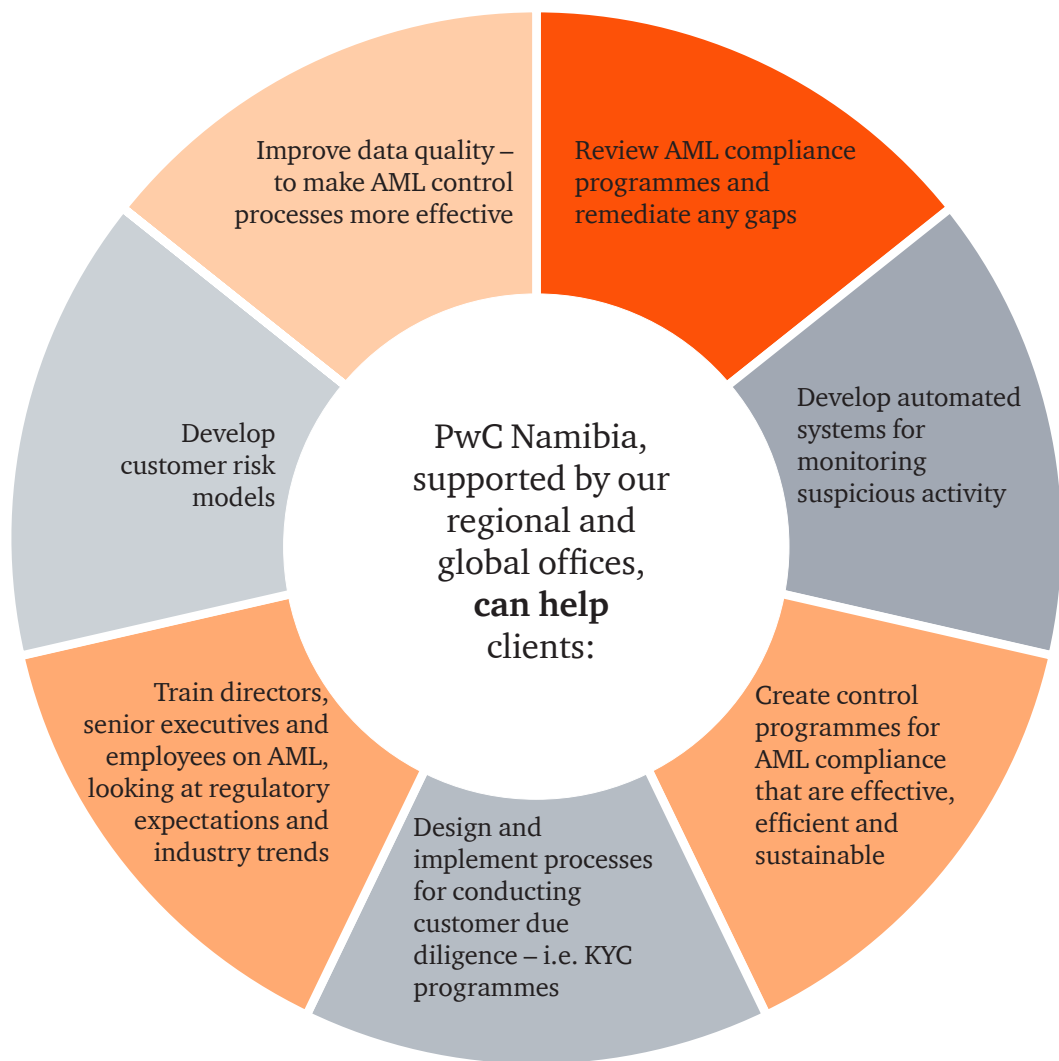 PwC Namibia,
supported by our
regional and
global offices,
can help
clients:
Review AML compliance
programmes and
remediate any gaps
Develop automated
systems for
monitoring
suspicious activity
Create control
programmes for
AML compliance
that are effective,
efficient and
sustainable
Design and
implement processes
for conducting
customer due
diligence – i.e. KYC
programmes
Train directors,
senior executives and
employees on AML,
looking at regulatory
expectations and
industry trends
Develop
customer risk
models
Improve data quality –
to make AML control
processes more effective